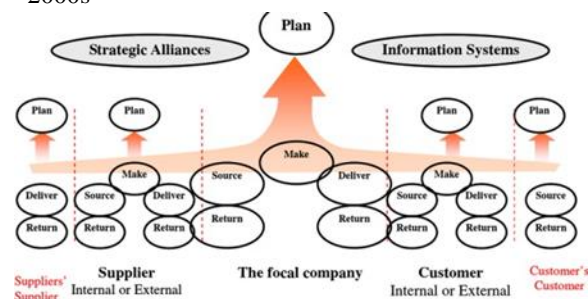 2000s
Plan
Strategic Alliances Information Systems
Plan Plan Plan Plan
Make
Make Make
Source Deliver
Deliver Source Deliver Source Deliver Source
Return Return Return Return Return Return Return Return
Suppliers' Supplier The focal company Customer Customer's
Supplier Internal or External Internal or External Customer